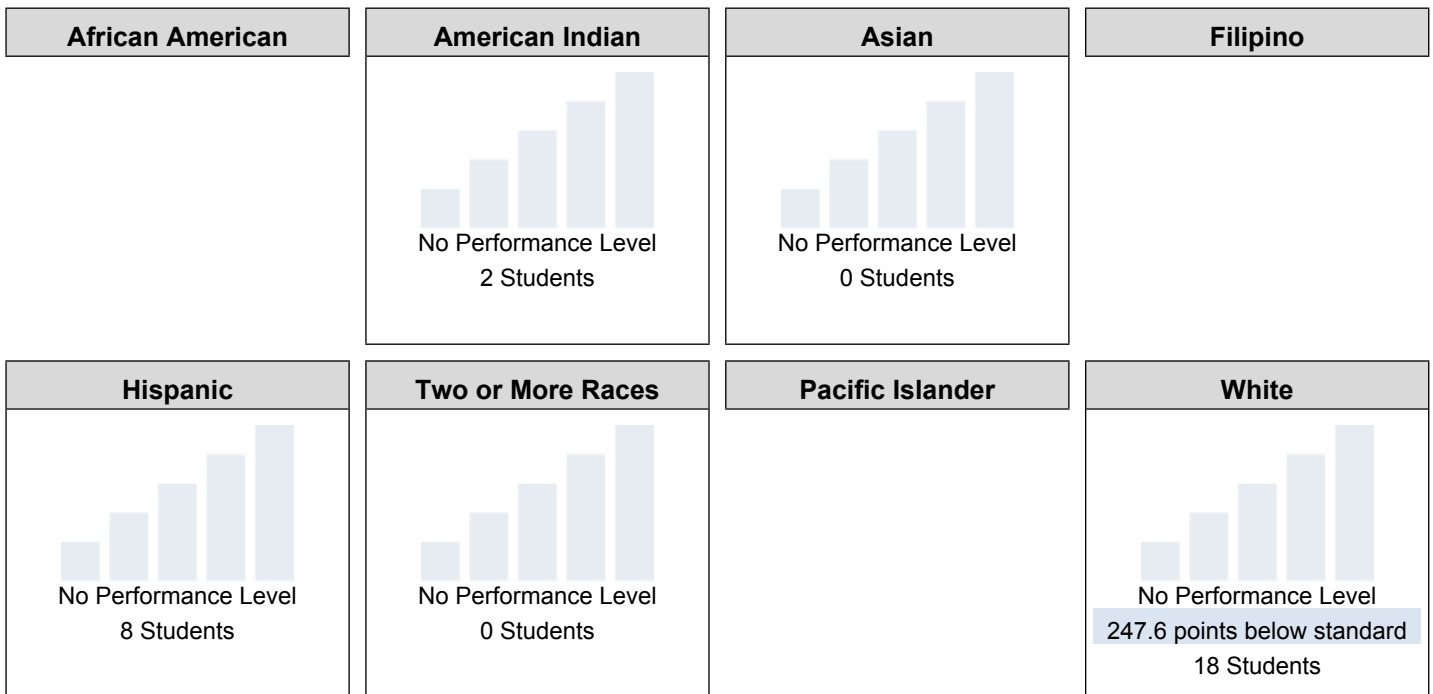 African American
American Indian
Asian
Filipino
No Performance Level
2 Students
No Performance Level
0 Students
Hispanic
Two or More Races
Pacific Islander
White
No Performance Level
8 Students
No Performance Level
0 Students
No Performance Level
247.6 points below standard
18 Students